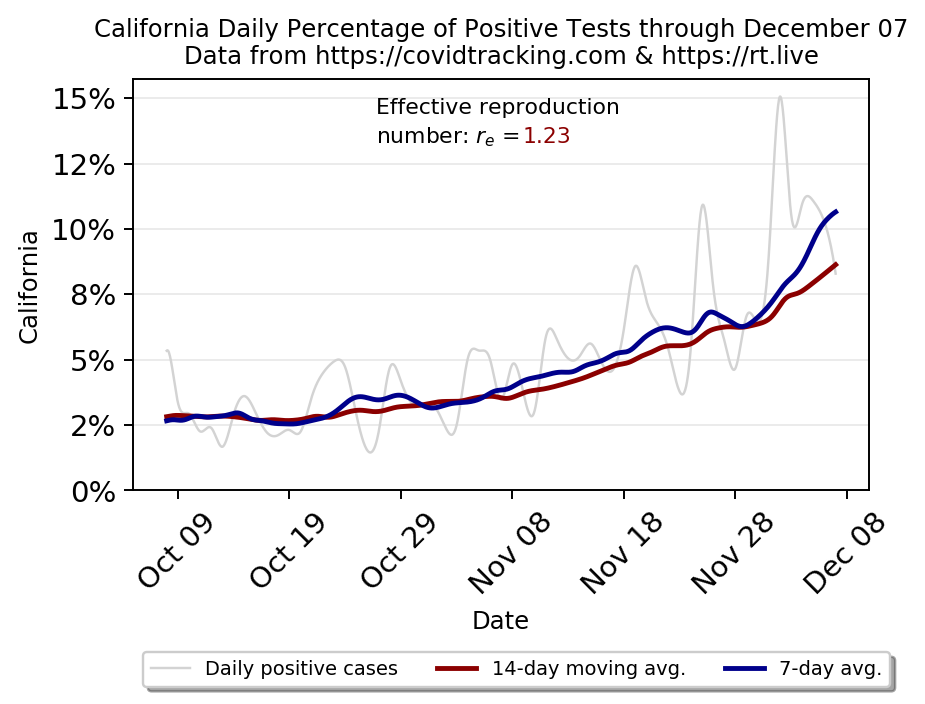 California Daily Percentage of Positive Tests through December 07
Data from https://covidtracking.com & https://rt.live
Effective reproduction
number: rₑ =1.23
15%
12%
10%
8%
5%
2%
0%
California
Oct 09
Oct 19
Oct 29
Nov 08
Nov 18
Nov 28
Dec 08
Date
Daily positive cases
14-day moving avg.
7-day avg.